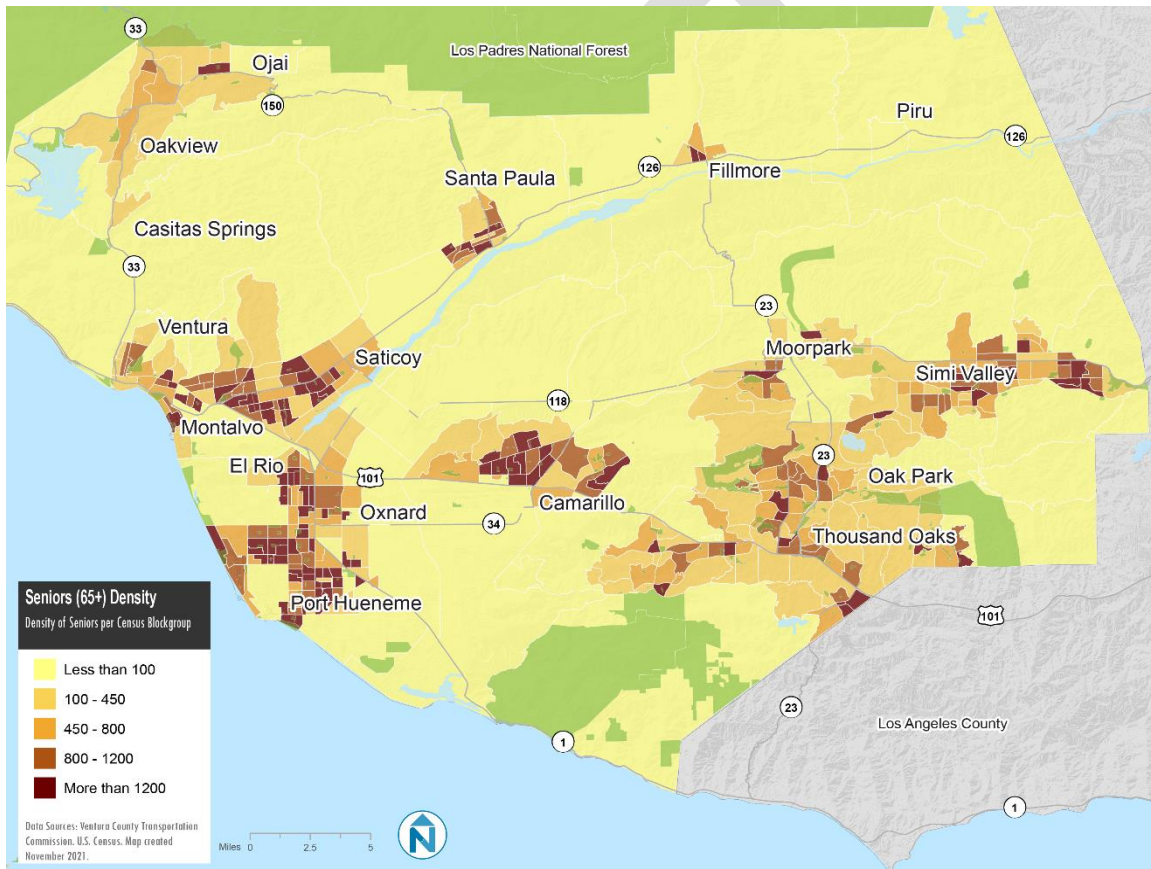 33
Los Padres National Forest
Ojai
150
Piru
126
Oakview
126
Fillmore
Santa Paula
Casitas Springs
33
23
Ventura
Moorpark
Saticoy
Simi Valley
118
Montalvo
El Rio
23
101
Oak Park
Oxnard
Camarillo
34
Thousand Oaks
Port Hueneme
101
23
Los Angeles County
1
1
Seniors (65+) Density
Density of Seniors per Census Blockgroup
Less than 100
100 - 450
450 - 800
800 - 1200
More than 1200
Data Sources: Ventura County Transportation
Commission. U.S. Census. Map created
November 2021.
Miles 0 2.5 5
N